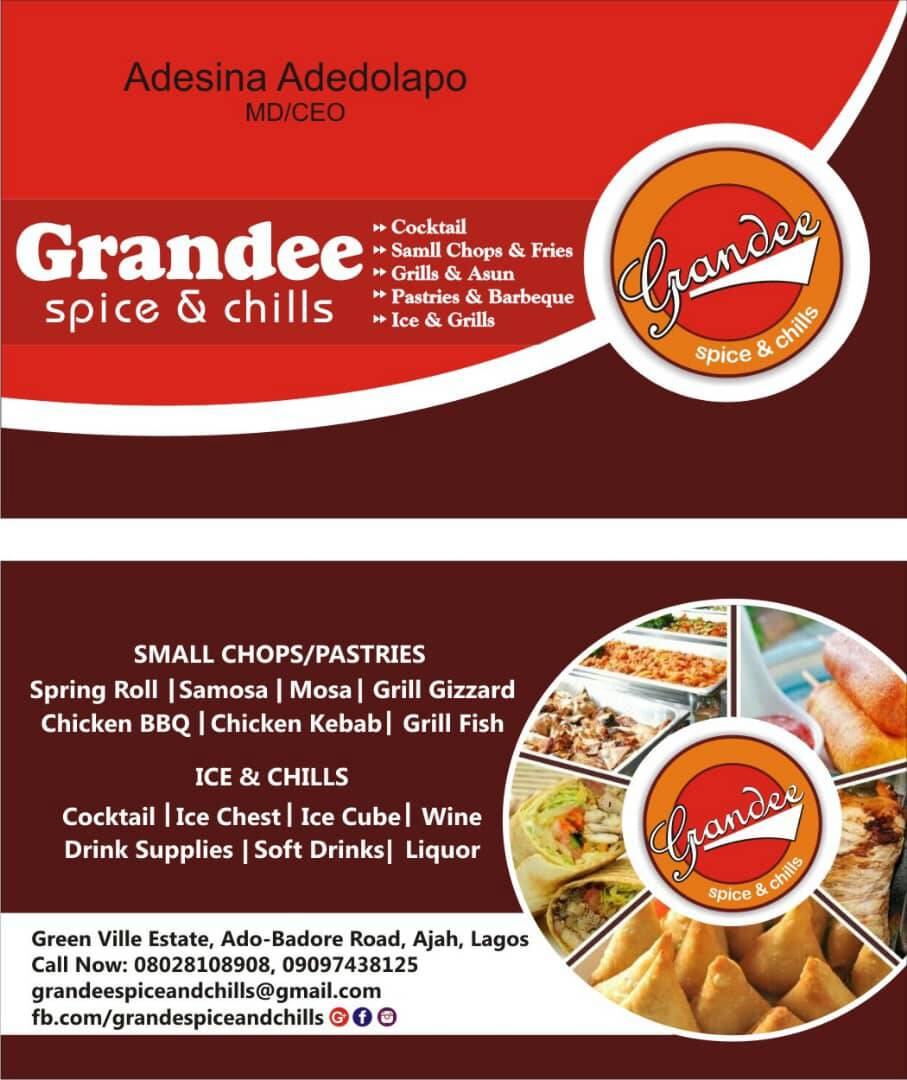 Adesina Adedolapo
MD/CEO
Grandee
spice & chills
Cocktail
Samll Chops & Fries
Grills & Asun
Pastries & Barbeque
Ice & Grills
Grandee
spice & chills
SMALL CHOPS/PASTRIES
Spring Roll | Samosa | Mosa | Grill Gizzard
Chicken BBQ | Chicken Kebab | Grill Fish
ICE & CHILLS
Cocktail | Ice Chest | Ice Cube | Wine
Drink Supplies | Soft Drinks | Liquor
Grandee
spice & chills
Green Ville Estate, Ado-Badore Road, Ajah, Lagos
Call Now: 08028108908, 09097438125
grandeespiceandchills@gmail.com
fb.com/grandespiceandchills G+ f